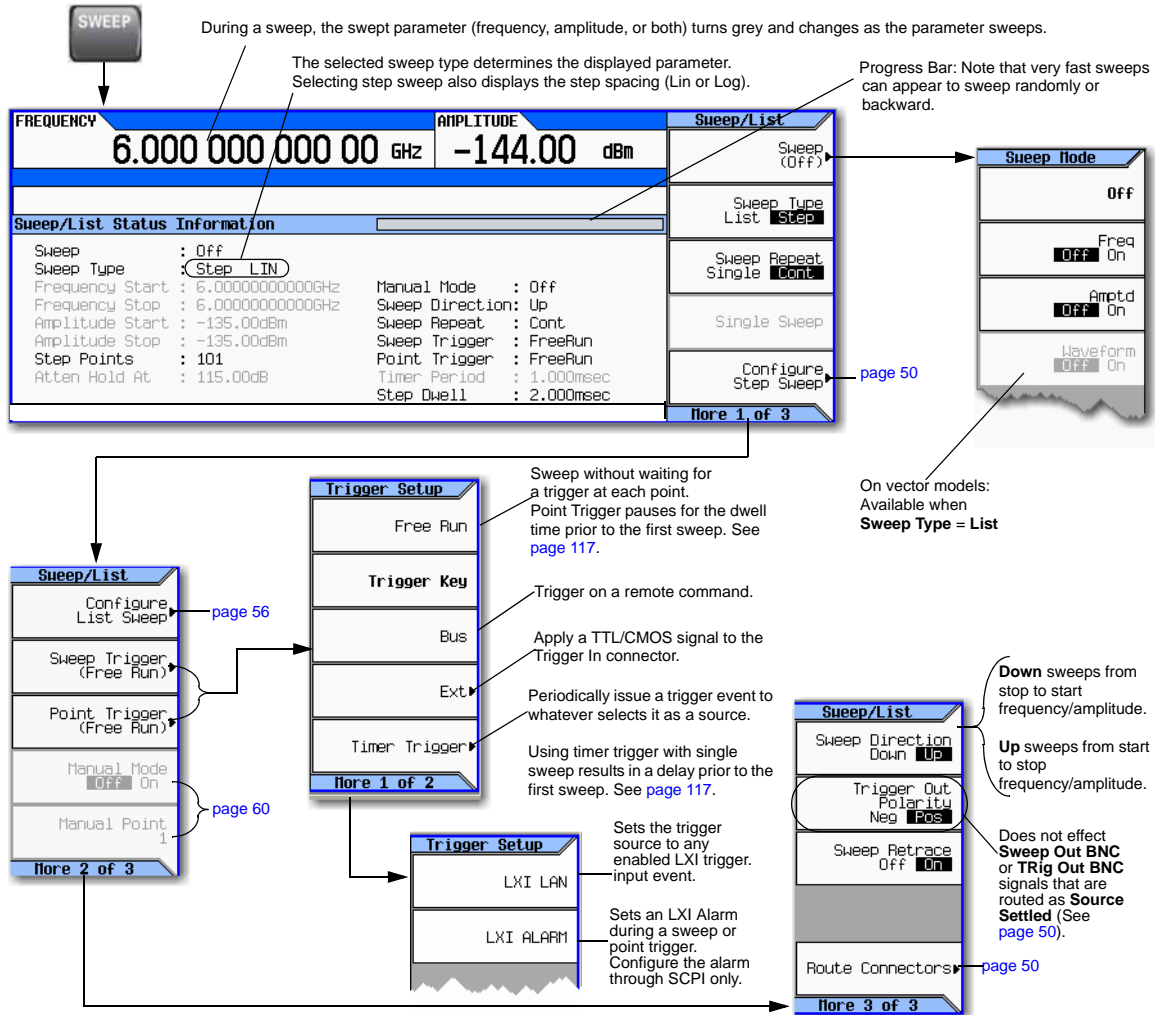 SWEEP
During a sweep, the swept parameter (frequency, amplitude, or both) turns grey and changes as the parameter sweeps.
The selected sweep type determines the displayed parameter.
Selecting step sweep also displays the step spacing (Lin or Log).
Progress Bar: Note that very fast sweeps
can appear to sweep randomly or
backward.
FREQUENCY
6.000 000 000 00 GHz
AMPLITUDE
-144.00 dBm
Sweep/List Status Information
Sweep : Off
Sweep Type : Step LIN
Frequency Start : 6.00000000000GHz
Frequency Stop : 6.00000000000GHz
Amplitude Start : -135.00dBm
Amplitude Stop : -135.00dBm
Step Points : 101
Atten Hold At : 115.00dB
Manual Mode : Off
Sweep Direction: Up
Sweep Repeat : Cont
Sweep Trigger : FreeRun
Point Trigger : FreeRun
Timer Period : 1.000msec
Step Dwell : 2.000msec
Sweep/List
Sweep
(Off)
Sweep Type
List Step
Sweep Repeat
Single Cont
Single Sweep
Configure
Step Sweep
page 50
More 1 of 3
Sweep Mode
Off
Freq
Off On
Amptd
Off On
Waveform
Off On
On vector models:
Available when
Sweep Type = List
Sweep/List
Configure
List Sweep
page 56
Sweep Trigger
(Free Run)
Point Trigger
(Free Run)
Manual Mode
Off On
Manual Point
1
page 60
More 2 of 3
Trigger Setup
Free Run
Trigger Key
Bus
Ext
Timer Trigger
More 1 of 2
Sweep without waiting for
a trigger at each point.
Point Trigger pauses for the dwell
time prior to the first sweep. See
page 117.
Trigger on a remote command.
Apply a TTL/CMOS signal to the
Trigger In connector.
Periodically issue a trigger event to
whatever selects it as a source.
Using timer trigger with single
sweep results in a delay prior to the
first sweep. See page 117.
Trigger Setup
LXI LAN
LXI ALARM
Sets the trigger
source to any
enabled LXI trigger.
input event.
Sets an LXI Alarm
during a sweep or
point trigger.
Configure the alarm
through SCPI only.
Sweep/List
Sweep Direction
Down Up
Trigger Out
Polarity
Neg Pos
Sweep Retrace
Off On
Route Connectors
page 50
More 3 of 3
Down sweeps from
stop to start
frequency/amplitude.
Up sweeps from start
to stop
frequency/amplitude.
Does not effect
Sweep Out BNC
or TRig Out BNC
signals that are
routed as Source
Settled (See
page 50).